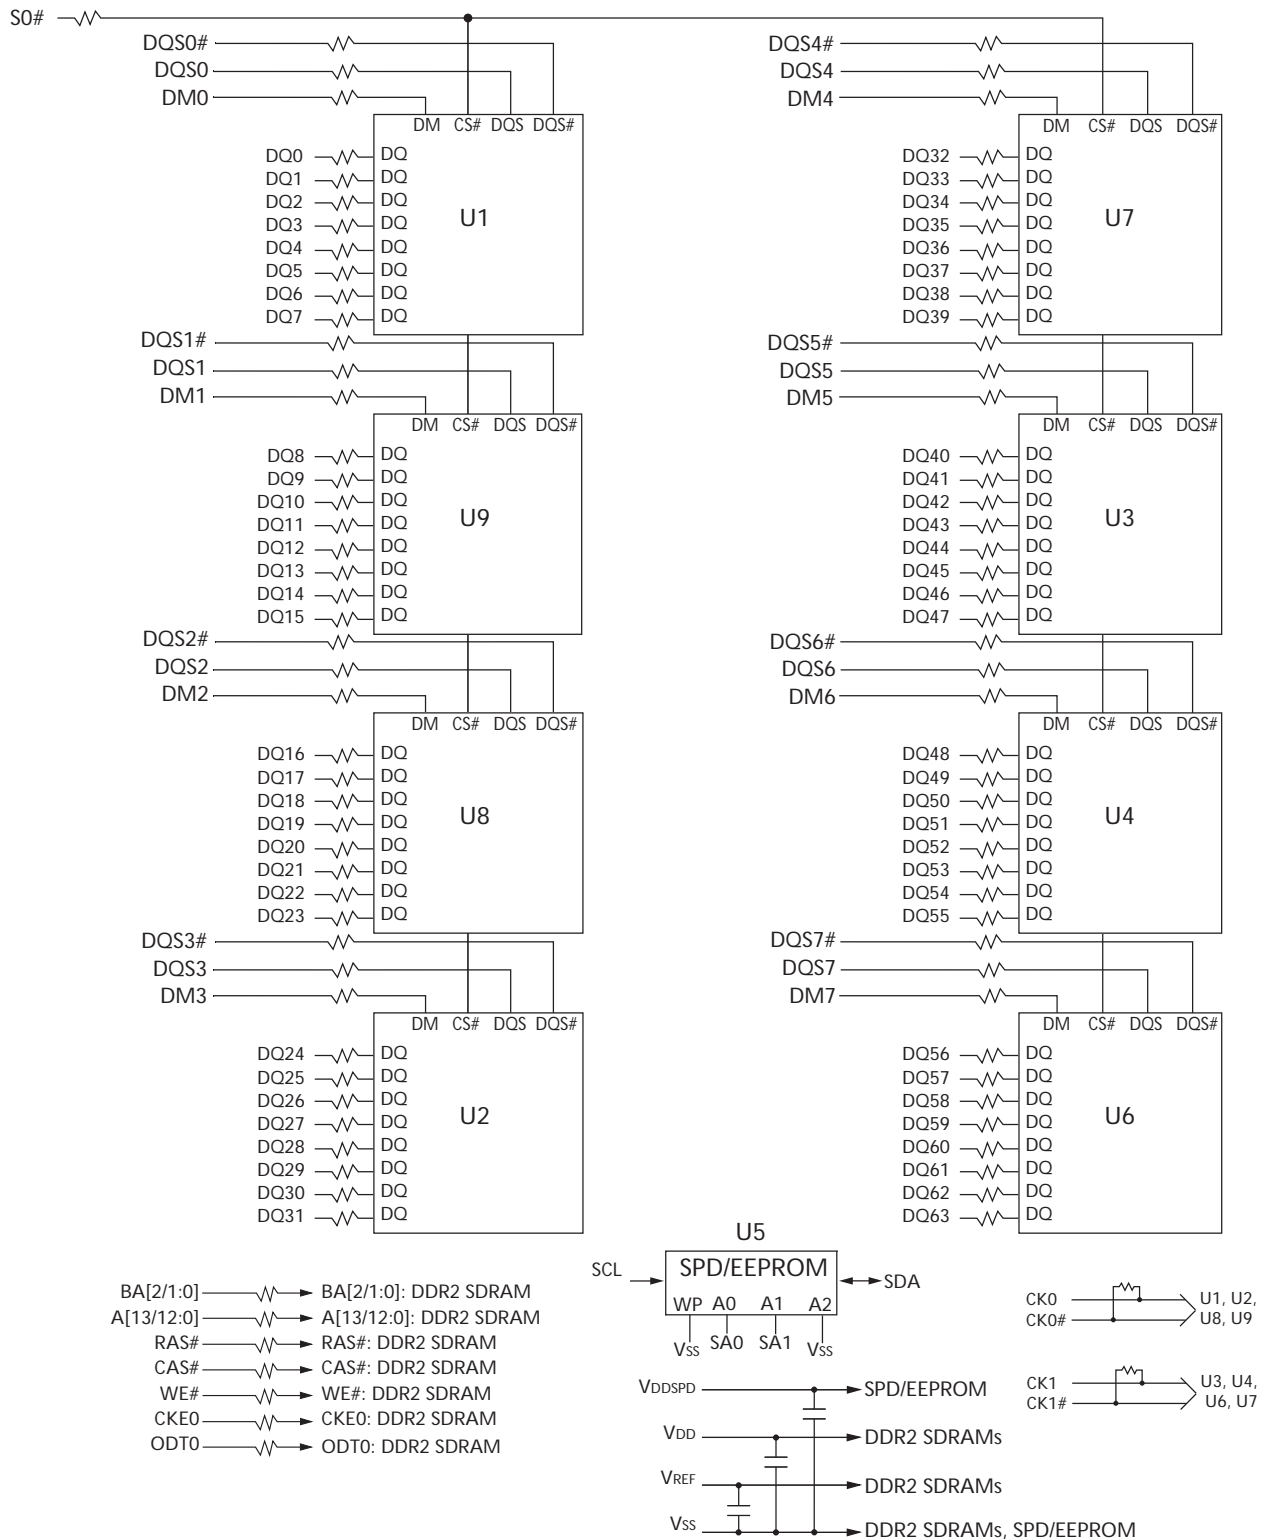 S0#
DQS0#
DQS0
DM0
DM CS# DQS DQS#
DQ0 DQ
DQ1 DQ
DQ2 DQ
DQ3 DQ
DQ4 DQ
DQ5 DQ
DQ6 DQ
DQ7 DQ
U1
DQS1#
DQS1
DM1
DM CS# DQS DQS#
DQ8 DQ
DQ9 DQ
DQ10 DQ
DQ11 DQ
DQ12 DQ
DQ13 DQ
DQ14 DQ
DQ15 DQ
U9
DQS2#
DQS2
DM2
DM CS# DQS DQS#
DQ16 DQ
DQ17 DQ
DQ18 DQ
DQ19 DQ
DQ20 DQ
DQ21 DQ
DQ22 DQ
DQ23 DQ
U8
DQS3#
DQS3
DM3
DM CS# DQS DQS#
DQ24 DQ
DQ25 DQ
DQ26 DQ
DQ27 DQ
DQ28 DQ
DQ29 DQ
DQ30 DQ
DQ31 DQ
U2
DQS4#
DQS4
DM4
DM CS# DQS DQS#
DQ32 DQ
DQ33 DQ
DQ34 DQ
DQ35 DQ
DQ36 DQ
DQ37 DQ
DQ38 DQ
DQ39 DQ
U7
DQS5#
DQS5
DM5
DM CS# DQS DQS#
DQ40 DQ
DQ41 DQ
DQ42 DQ
DQ43 DQ
DQ44 DQ
DQ45 DQ
DQ46 DQ
DQ47 DQ
U3
DQS6#
DQS6
DM6
DM CS# DQS DQS#
DQ48 DQ
DQ49 DQ
DQ50 DQ
DQ51 DQ
DQ52 DQ
DQ53 DQ
DQ54 DQ
DQ55 DQ
U4
DQS7#
DQS7
DM7
DM CS# DQS DQS#
DQ56 DQ
DQ57 DQ
DQ58 DQ
DQ59 DQ
DQ60 DQ
DQ61 DQ
DQ62 DQ
DQ63 DQ
U6
BA[2/1:0] BA[2/1:0]: DDR2 SDRAM
A[13/12:0] A[13/12:0]: DDR2 SDRAM
RAS# RAS#: DDR2 SDRAM
CAS# CAS#: DDR2 SDRAM
WE# WE#: DDR2 SDRAM
CKE0 CKE0: DDR2 SDRAM
ODT0 ODT0: DDR2 SDRAM
U5
SCL SPD/EEPROM SDA
WP A0 A1 A2
VSS SA0 SA1 VSS
VDDSPD SPD/EEPROM
VDD DDR2 SDRAMs
VREF DDR2 SDRAMs
VSS DDR2 SDRAMs, SPD/EEPROM
CK0 U1, U2,
CK0# U8, U9
CK1 U3, U4,
CK1# U6, U7